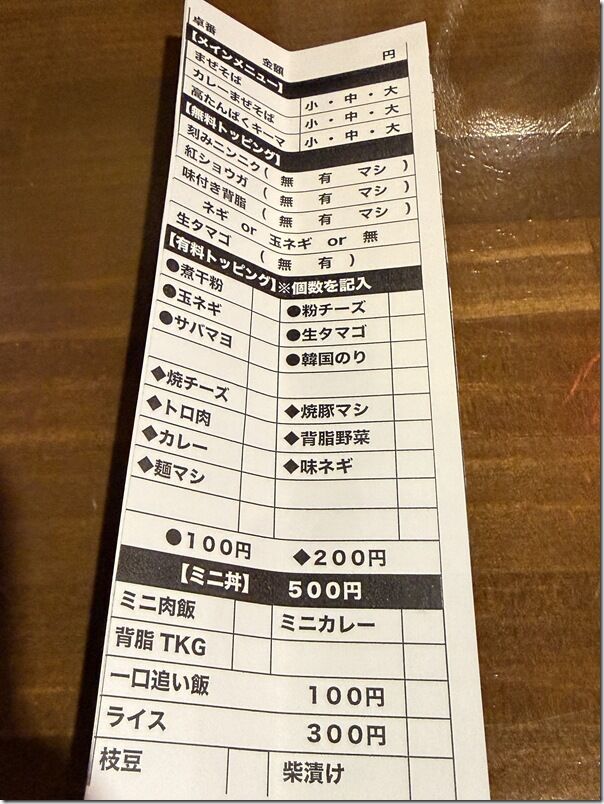 卓番 金額 円
【メインメニュー】
まぜそば 小・中・大
カレーまぜそば 小・中・大
高たんぱくキーマ 小・中・大
【無料トッピング】
刻みニンニク( 無 有 マシ )
紅ショウガ ( 無 有 マシ )
味付き背脂 ( 無 有 マシ )
ネギ or 玉ネギ or 無
生タマゴ ( 無 有 )
【有料トッピング】※個数を記入
●煮干粉 ●粉チーズ
●玉ネギ ●生タマゴ
●サバマヨ ●韓国のり
◆焼チーズ ◆焼豚マシ
◆トロ肉 ◆背脂野菜
◆カレー ◆味ネギ
◆麺マシ
●100円 ◆200円
【ミニ丼】 500円
ミニ肉飯 ミニカレー
背脂TKG
一口追い飯 100円
ライス 300円
枝豆 柴漬け